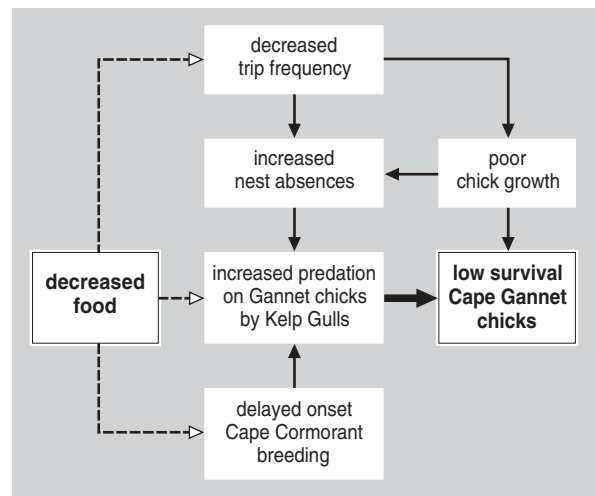 decreased
trip frequency
increased
nest absences
poor
chick growth
decreased
food
increased predation
on Gannet chicks
by Kelp Gulls
low survival
Cape Gannet
chicks
delayed onset
Cape Cormorant
breeding